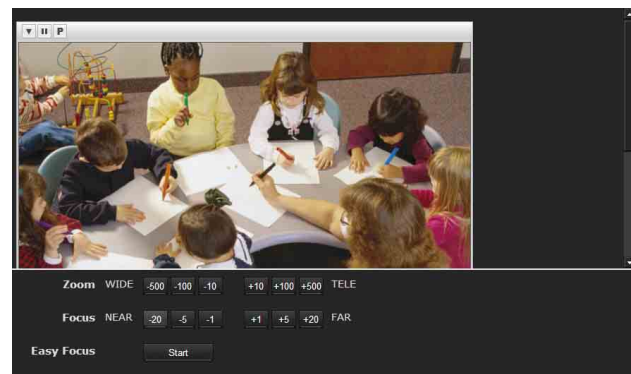 P
Zoom WIDE -500 -100 -10 +10 +100 +500 TELE
Focus NEAR -20 -5 -1 +1 +5 +20 FAR
Easy Focus Start